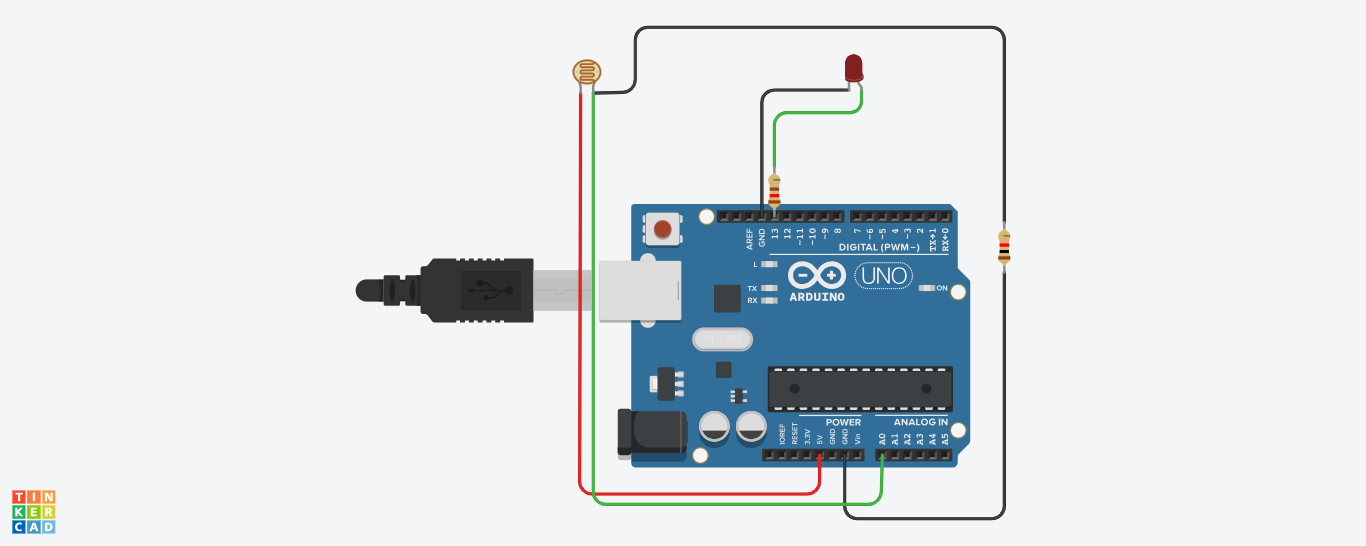 AREF
GND
13
12
~11
~10
~9
8
7
~6
~5
4
~3
2
TX→1
RX←0
DIGITAL (PWM~)
L
TX
RX
ARDUINO
UNO
ON
POWER
ANALOG IN
IOREF
RESET
3.3V
5V
GND
GND
Vin
A0
A1
A2
A3
A4
A5
TIN
KER
CAD